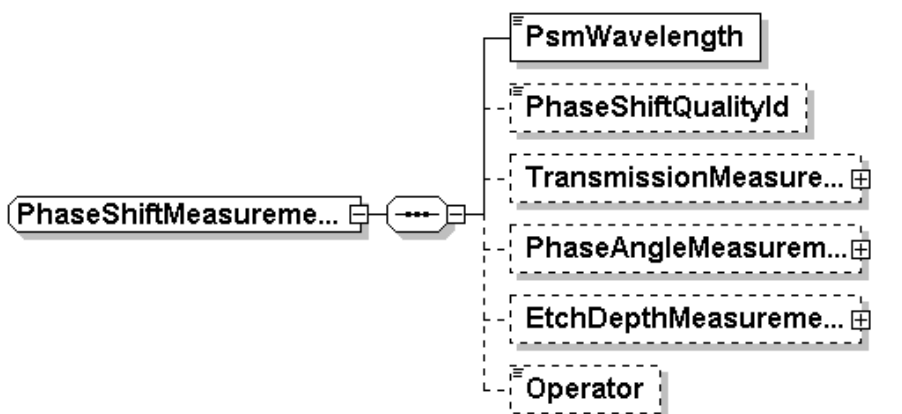 PsmWavelength
PhaseShiftQualityId
TransmissionMeasure...
PhaseShiftMeasureme...
PhaseAngleMeasurem...
EtchDepthMeasureme...
Operator